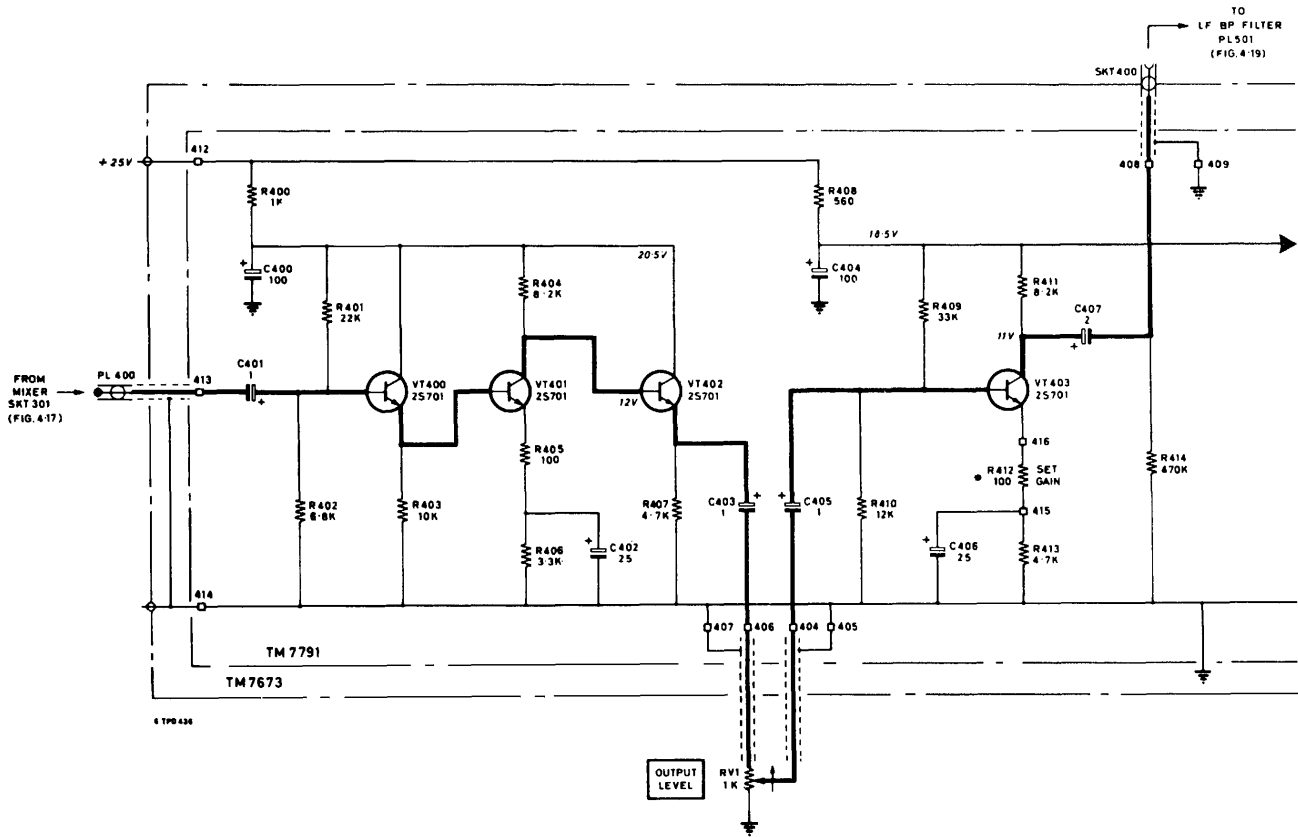 TO
LF BP FILTER
PL501
(FIG. 4·19)
SKT400
+25V
412
408
409
R400
1K
R408
560
20·5V
18·5V
C400
100
R401
22K
R404
8·2K
C404
100
R409
33K
R411
8·2K
C407
2
11V
FROM
MIXER
SKT 301
(FIG. 4·17)
PL 400
413
C401
1
VT400
2S701
VT401
2S701
12V
VT402
2S701
VT403
2S701
416
R405
100
R412
100
SET
GAIN
R414
470K
R402
6·8K
R403
10K
R407
4·7K
C403
1
C405
1
R410
12K
415
R406
3·3K
C402
25
C406
25
R413
4·7K
414
407
406
404
405
TM 7791
TM7673
6 TPB436
OUTPUT
LEVEL
RV1
1K